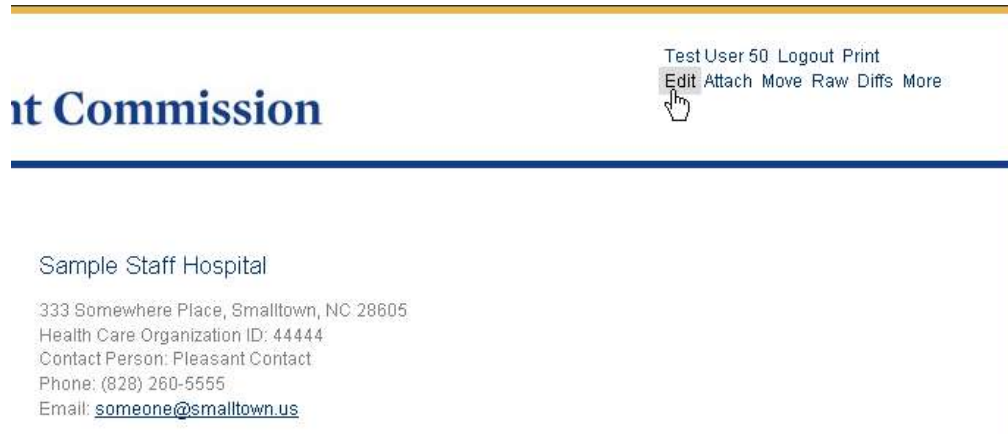 Test User 50 Logout Print
Edit Attach Move Raw Diffs More
nt Commission
Sample Staff Hospital
333 Somewhere Place, Smalltown, NC 28605
Health Care Organization ID: 44444
Contact Person: Pleasant Contact
Phone: (828) 260-5555
Email: someone@smalltown.us